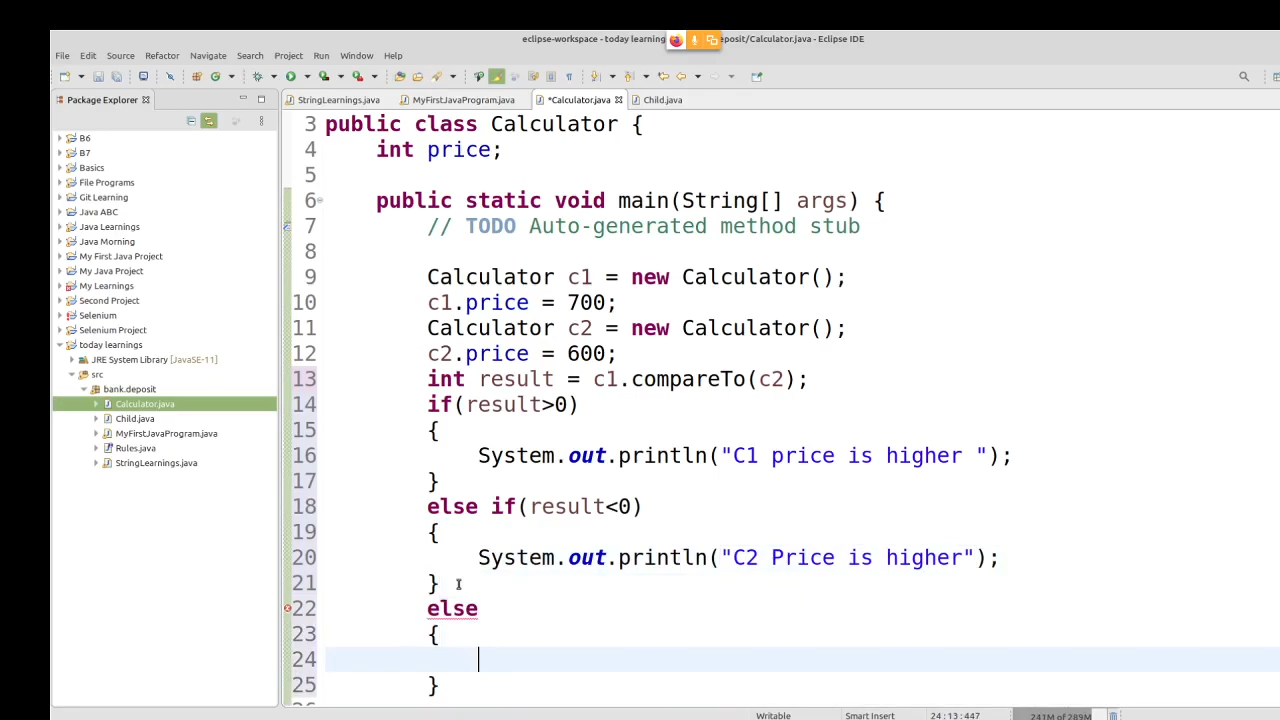 eclipse-workspace - today learning eposit/Calculator.java - Eclipse IDE
File Edit Source Refactor Navigate Search Project Run Window Help
Package Explorer
StringLearnings.java MyFirstJavaProgram.java *Calculator.java Child.java
B6
B7
Basics
File Programs
Git Learning
Java ABC
Java Learnings
Java Morning
My First Java Project
My Java Project
My Learnings
Second Project
Selenium
Selenium Project
today learnings
JRE System Library [JavaSE-11]
src
bank.deposit
Calculator.java
Child.java
MyFirstJavaProgram.java
Rules.java
StringLearnings.java
3 public class Calculator {
4 int price;
5
6 public static void main(String[] args) {
7 // TODO Auto-generated method stub
8
9 Calculator c1 = new Calculator();
10 c1.price = 700;
11 Calculator c2 = new Calculator();
12 c2.price = 600;
13 int result = c1.compareTo(c2);
14 if(result>0)
15 {
16 System.out.println("C1 price is higher ");
17 }
18 else if(result<0)
19 {
20 System.out.println("C2 Price is higher");
21 }
22 else
23 {
24
25 }
Writable Smart Insert 24:13:447 241M of 289M